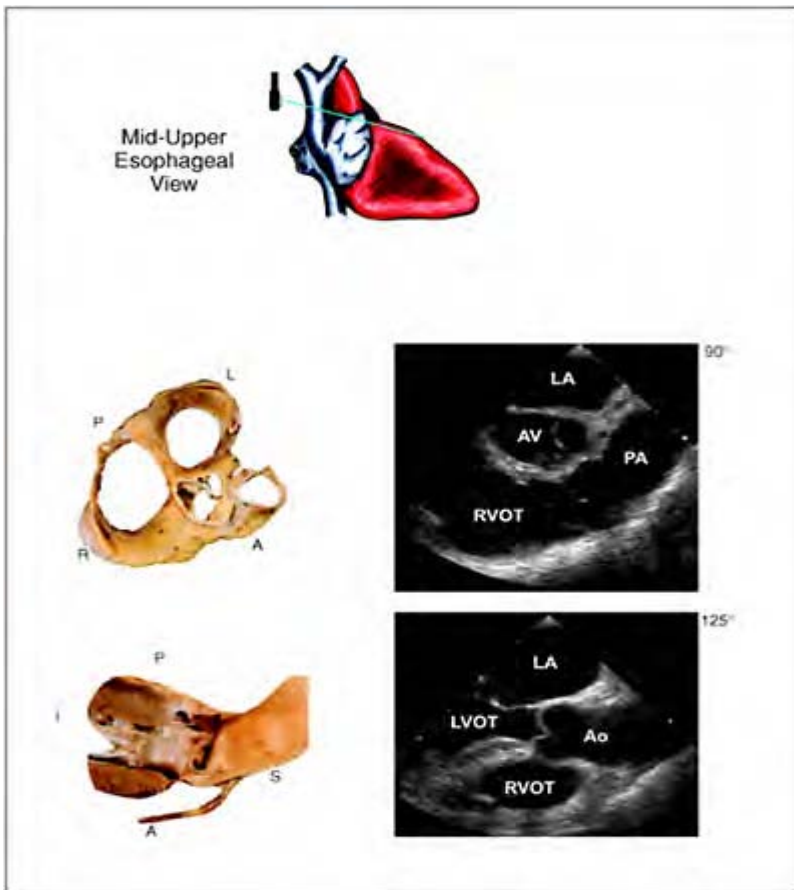 Mid-Upper
Esophageal
View
L
P
R
A
90°
LA
AV
PA
RVOT
P
I
S
A
125°
LA
LVOT
Ao
RVOT